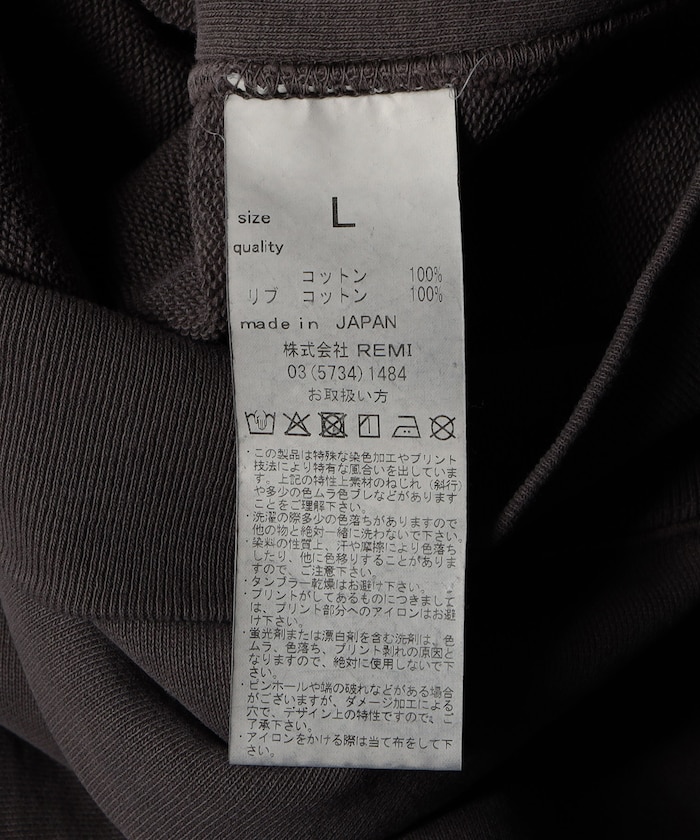 size L
quality
コットン 100%
リブ コットン 100%
made in JAPAN
株式会社 REMI
03(5734)1484
お取扱い方
・この製品は特殊な染色加工やプリント
技法により特有な風合いを出していま
す。上記の特性上素材のねじれ(斜行)
や多少の色ムラ色ブレなどがあります
ことをご理解下さい。
・洗濯の際多少の色落ちがありますので
他の物と絶対一緒に洗わないで下さい。
・染料の性質上、汗や摩擦により色落ち
したり、他に色移りすることがありま
すので、ご注意下さい。
・タンブラー乾燥はお避け下さい。
・プリントがしてあるものにつきまして
は、プリント部分へのアイロンはお避
け下さい。
・蛍光剤または漂白剤を含む洗剤は、色
ムラ、色落ち、プリント剥れの原因と
なりますので、絶対に使用しないで下
さい。
・ピンホールや端の破れなどがある場合
がございますが、ダメージ加工による
穴で、デザイン上の特性ですので、ご
了承下さい。
・アイロンをかける際は当て布をして下
さい。